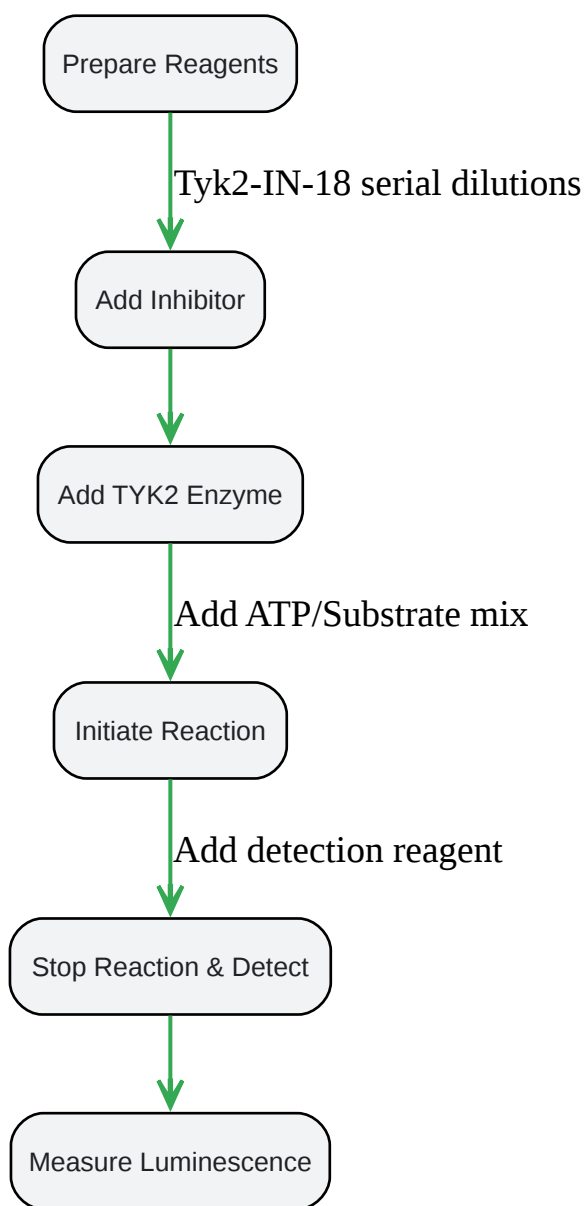 Prepare Reagents
Tyk2-IN-18 serial dilutions
Add Inhibitor
Add TYK2 Enzyme
Add ATP/Substrate mix
Initiate Reaction
Add detection reagent
Stop Reaction & Detect
Measure Luminescence